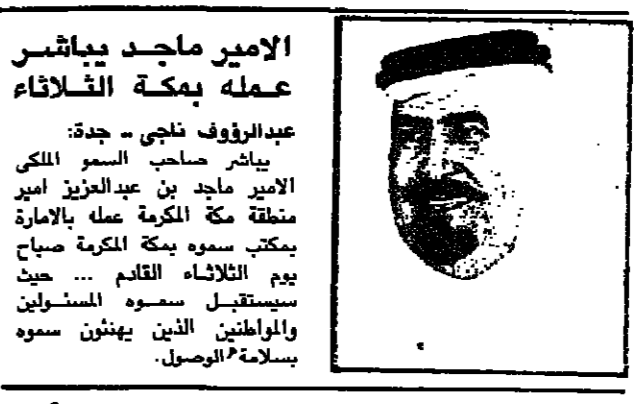 الامير ماجد يباشر
عمله بمكة الثلاثاء
عبدالرؤوف ناجى .. جدة:
يباشر صاحب السمو الملكى
الامير ماجد بن عبدالعزيز امير
منطقة مكة المكرمة عمله بالامارة
بمكتب سموه بمكة المكرمة صباح
يوم الثلاثاء القادم ... حيث
سيستقبل سموه المسئولين
والمواطنين الذين يهنئون سموه
بسلامة الوصول.